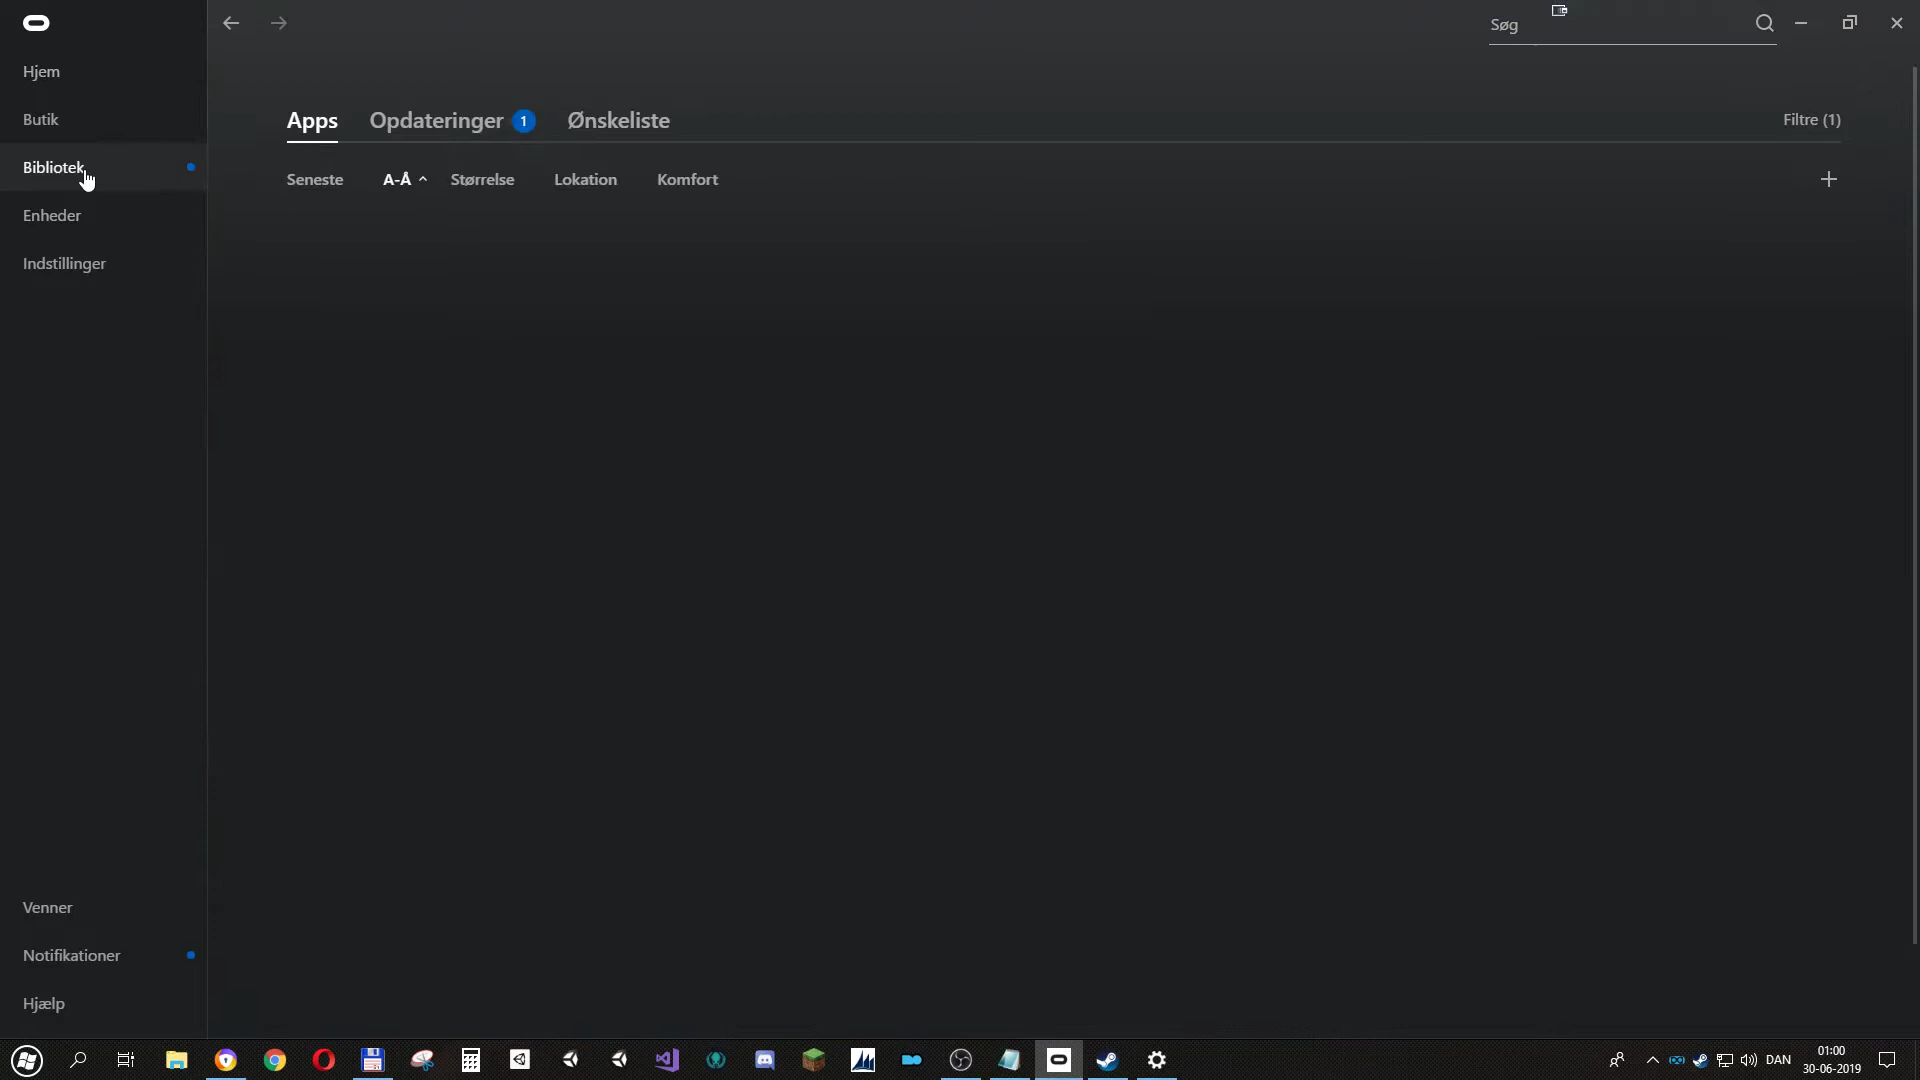 Søg
Hjem
Butik
Bibliotek
Enheder
Indstillinger
Apps Opdateringer 1 Ønskeliste Filtre (1)
Seneste A-Å Størrelse Lokation Komfort
Venner
Notifikationer
Hjælp
DAN 01:00
30-06-2019